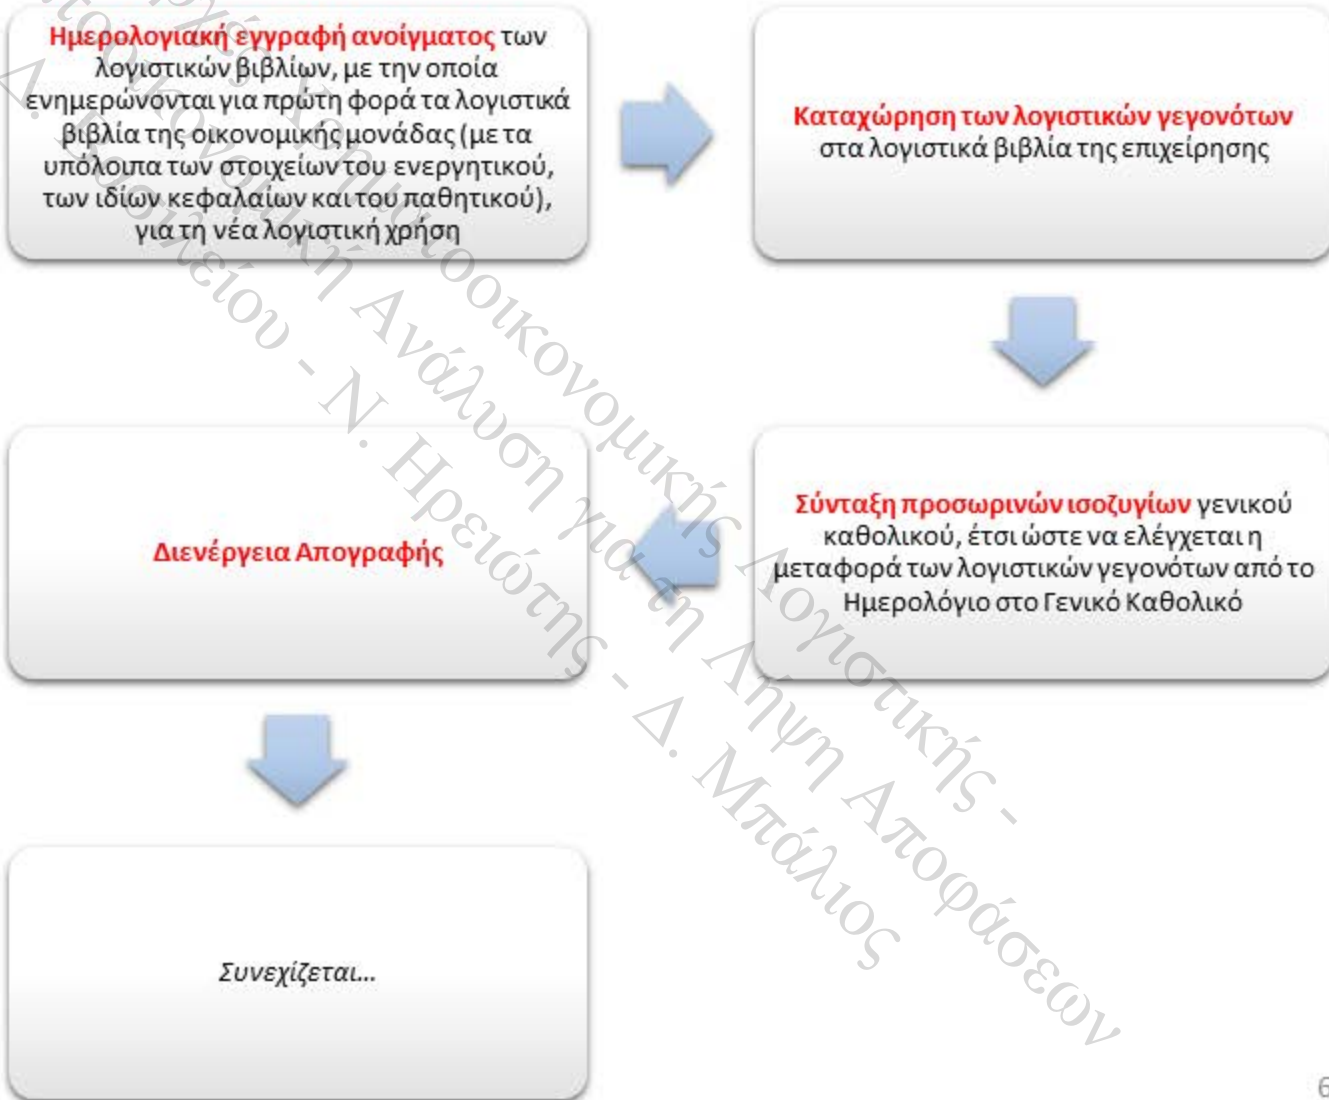 Ημερολογιακή εγγραφή ανοίγματος των
λογιστικών βιβλίων, με την οποία
ενημερώνονται για πρώτη φορά τα λογιστικά
βιβλία της οικονομικής μονάδας (με τα
υπόλοιπα των στοιχείων του ενεργητικού,
των ιδίων κεφαλαίων και του παθητικού),
για τη νέα λογιστική χρήση
Καταχώρηση των λογιστικών γεγονότων
στα λογιστικά βιβλία της επιχείρησης
Σύνταξη προσωρινών ισοζυγίων γενικού
καθολικού, έτσι ώστε να ελέγχεται η
μεταφορά των λογιστικών γεγονότων από το
Ημερολόγιο στο Γενικό Καθολικό
Διενέργεια Απογραφής
Συνεχίζεται...
Χρηματοοικονομικής Λογιστικής -
Ανάλυση για τη Λήψη Αποφάσεων
- Ν. Ηρειώτης - Δ. Μπάλιος
6